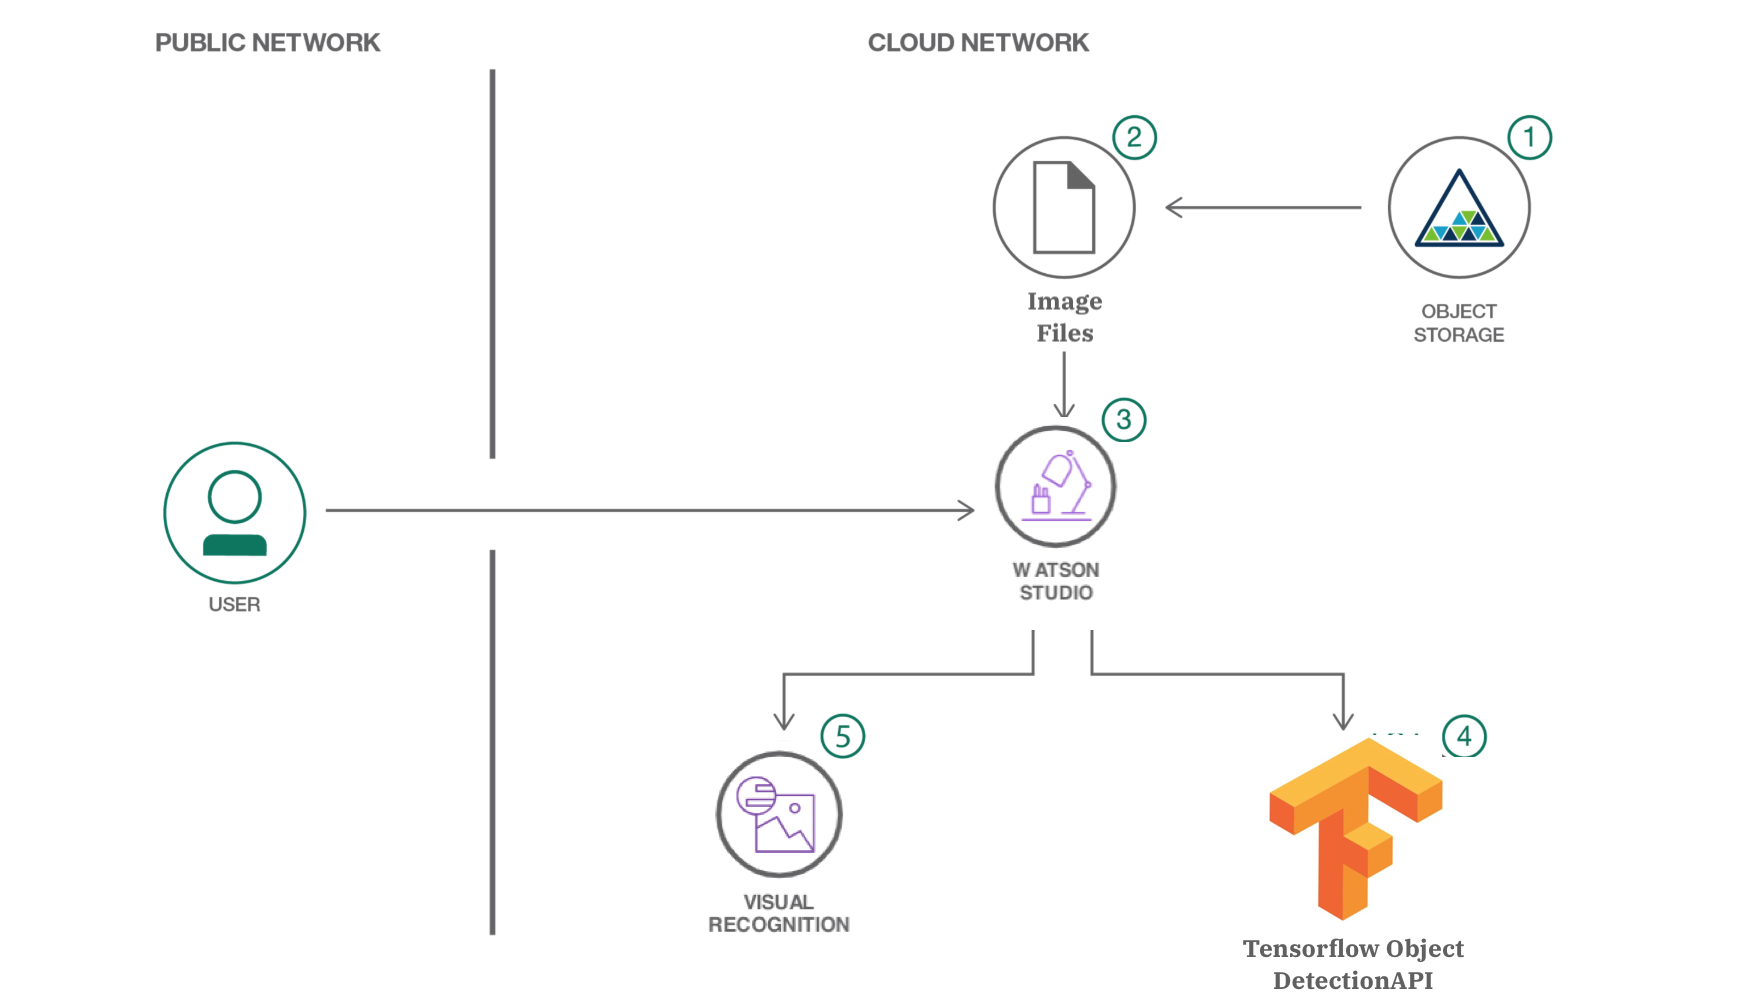 PUBLIC NETWORK
CLOUD NETWORK
2
1
Image
Files
OBJECT
STORAGE
3
W ATSON
STUDIO
USER
5
4
VISUAL
RECOGNITION
Tensorflow Object
DetectionAPI